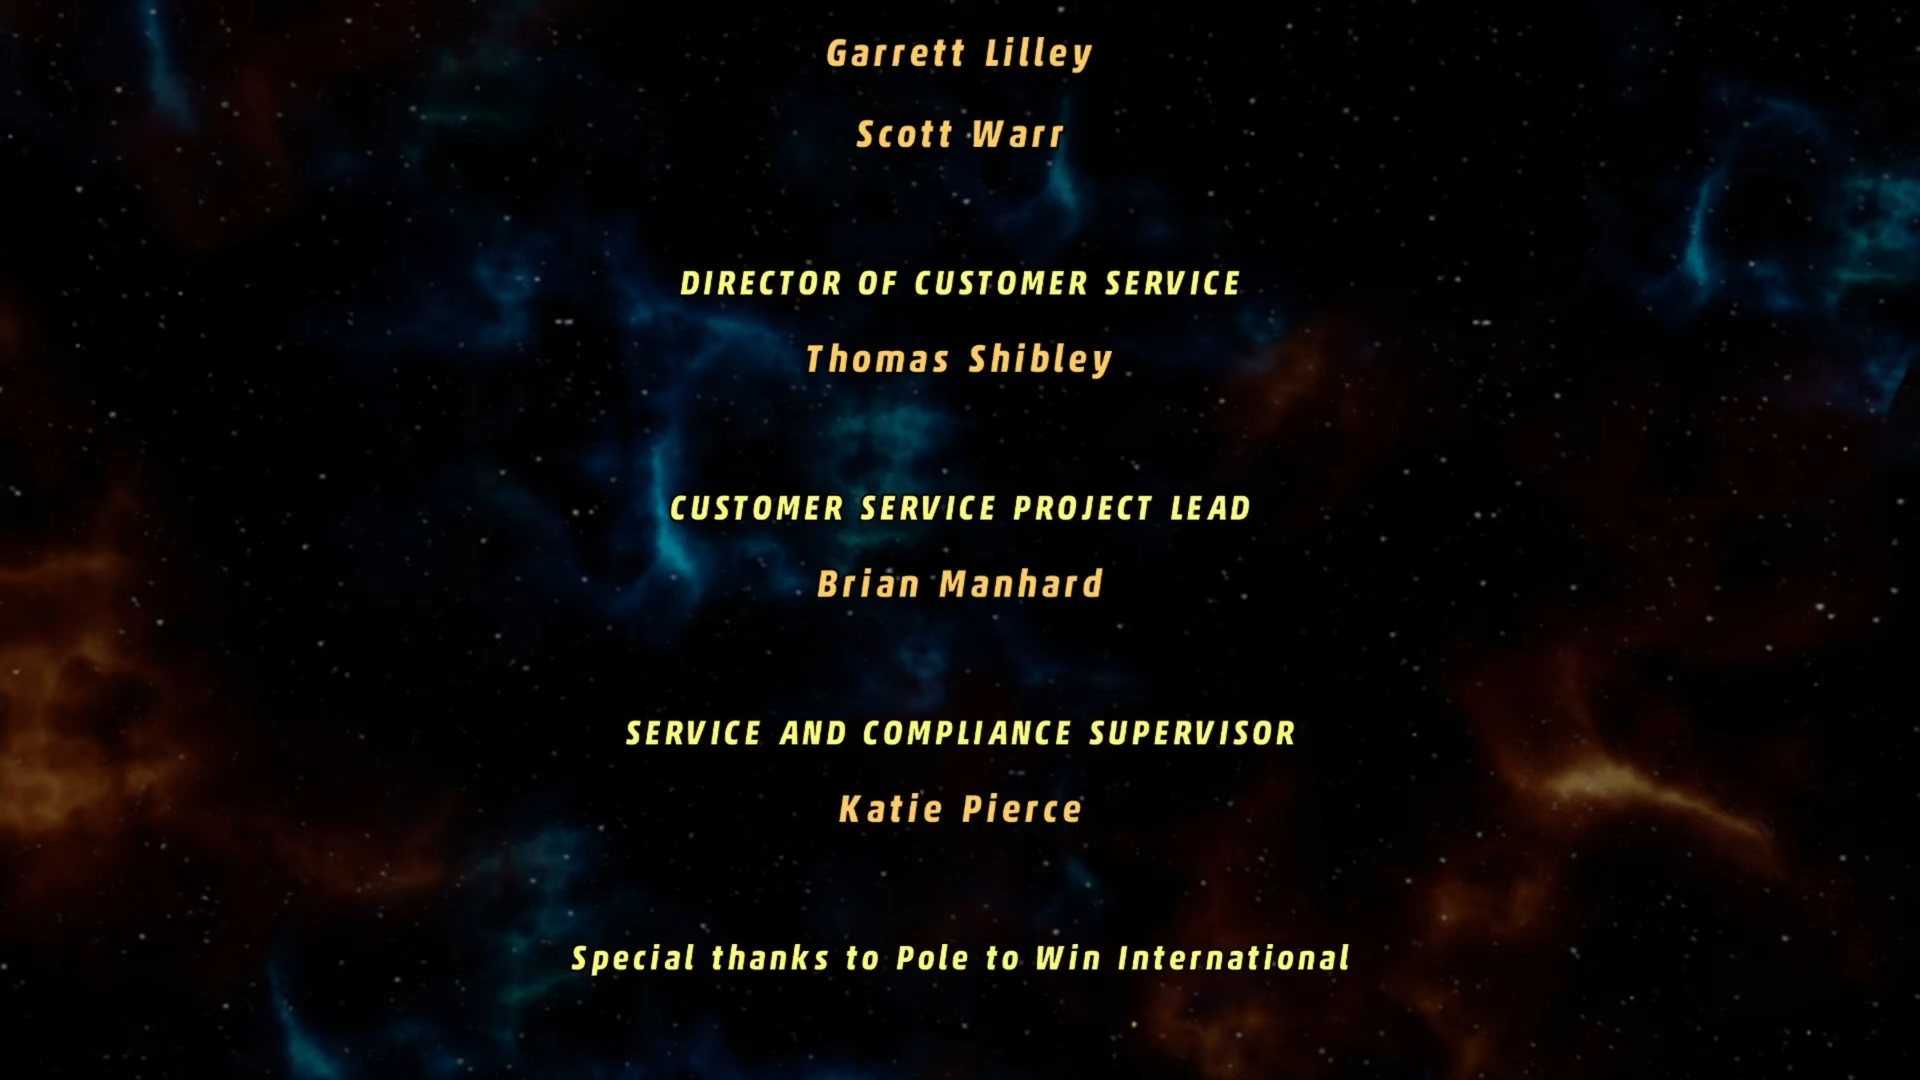 Garrett Lilley
Scott Warr
DIRECTOR OF CUSTOMER SERVICE
Thomas Shibley
CUSTOMER SERVICE PROJECT LEAD
Brian Manhard
SERVICE AND COMPLIANCE SUPERVISOR
Katie Pierce
Special thanks to Pole to Win International